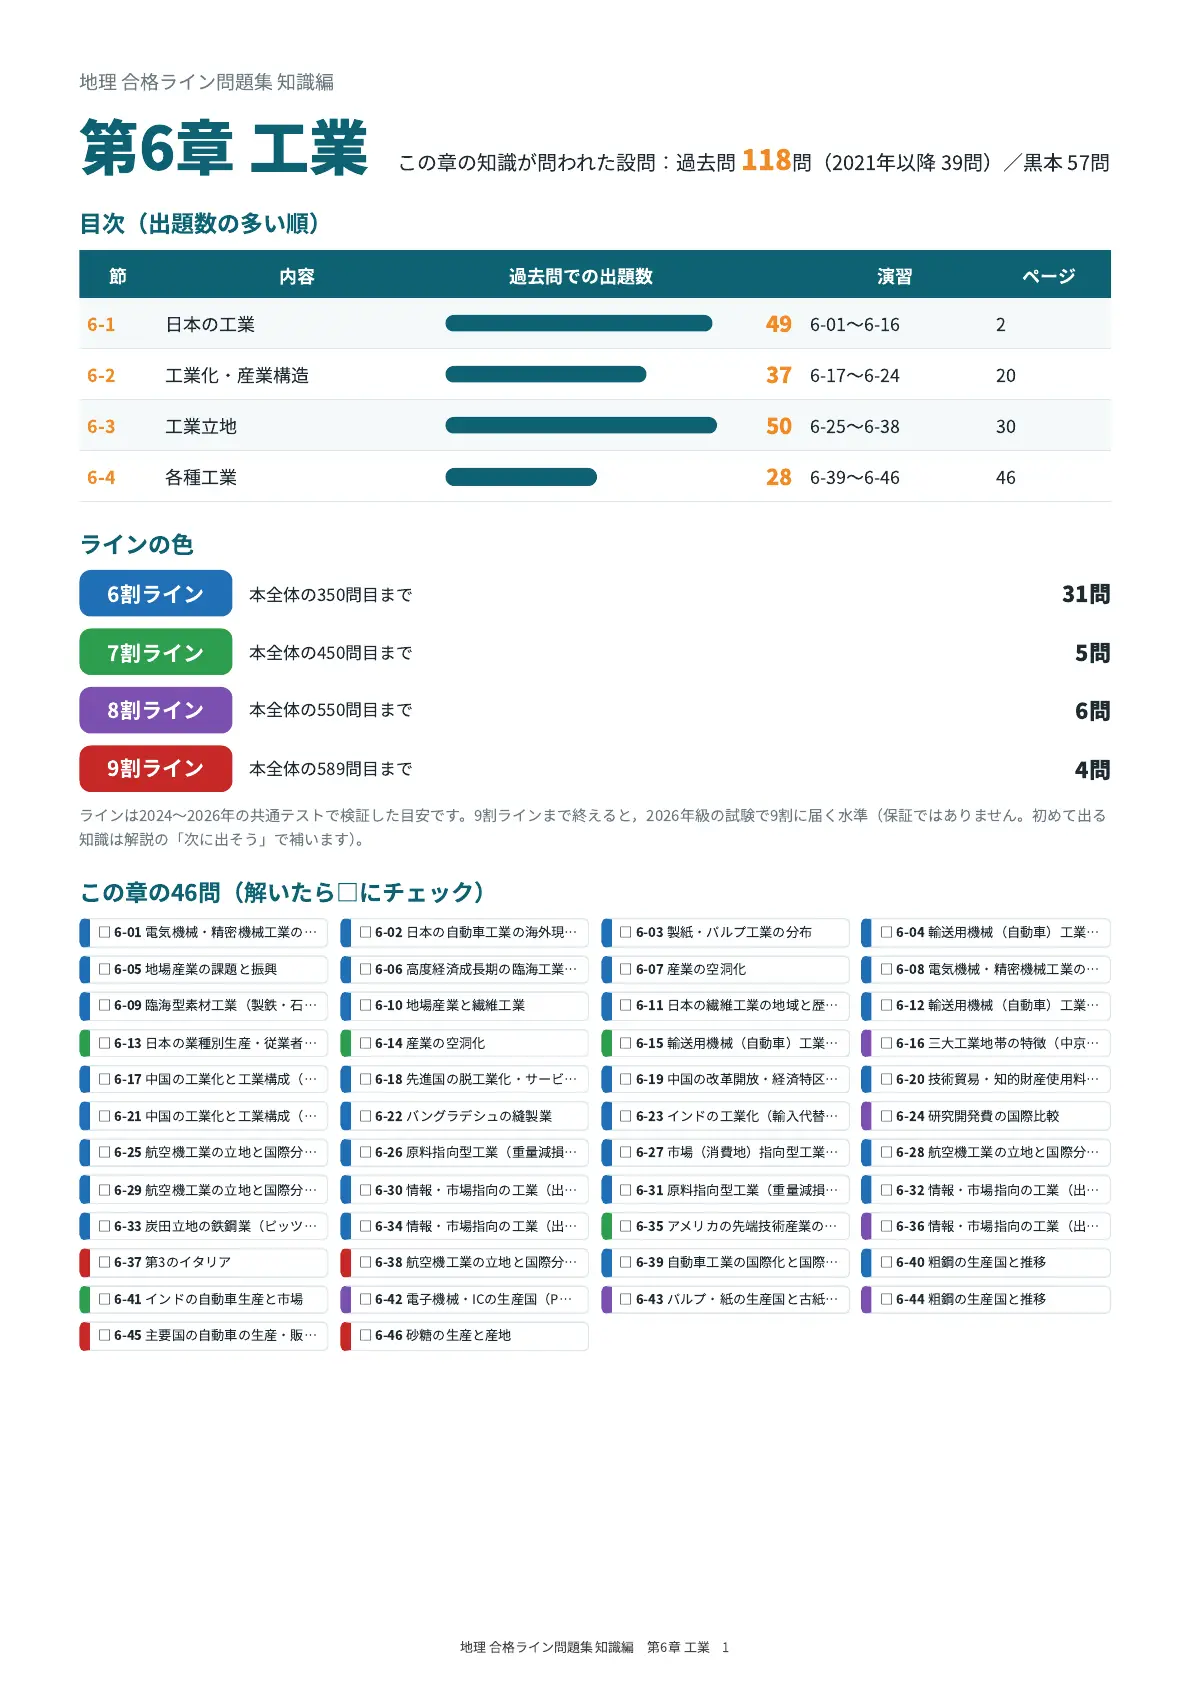 地理 合格ライン問題集 知識編
第6章 工業 この章の知識が問われた設問：過去問 118問（2021年以降 39問）／黒本 57問
目次（出題数の多い順）
節 内容 過去問での出題数 演習 ページ
6-1 日本の工業 49 6-01〜6-16 2
6-2 工業化・産業構造 37 6-17〜6-24 20
6-3 工業立地 50 6-25〜6-38 30
6-4 各種工業 28 6-39〜6-46 46
ラインの色
6割ライン 本全体の350問目まで 31問
7割ライン 本全体の450問目まで 5問
8割ライン 本全体の550問目まで 6問
9割ライン 本全体の589問目まで 4問
ラインは2024〜2026年の共通テストで検証した目安です。9割ラインまで終えると，2026年級の試験で9割に届く水準（保証ではありません。初めて出る
知識は解説の「次に出そう」で補います）。
この章の46問（解いたら□にチェック）
□ 6-01 電気機械・精密機械工業の… □ 6-02 日本の自動車工業の海外現… □ 6-03 製紙・パルプ工業の分布 □ 6-04 輸送用機械（自動車）工業…
□ 6-05 地場産業の課題と振興 □ 6-06 高度経済成長期の臨海工業… □ 6-07 産業の空洞化 □ 6-08 電気機械・精密機械工業の…
□ 6-09 臨海型素材工業（製鉄・石… □ 6-10 地場産業と繊維工業 □ 6-11 日本の繊維工業の地域と歴… □ 6-12 輸送用機械（自動車）工業…
□ 6-13 日本の業種別生産・従業者… □ 6-14 産業の空洞化 □ 6-15 輸送用機械（自動車）工業… □ 6-16 三大工業地帯の特徴（中京…
□ 6-17 中国の工業化と工業構成（… □ 6-18 先進国の脱工業化・サービ… □ 6-19 中国の改革開放・経済特区… □ 6-20 技術貿易・知的財産使用料…
□ 6-21 中国の工業化と工業構成（… □ 6-22 バングラデシュの縫製業 □ 6-23 インドの工業化（輸入代替… □ 6-24 研究開発費の国際比較
□ 6-25 航空機工業の立地と国際分… □ 6-26 原料指向型工業（重量減損… □ 6-27 市場（消費地）指向型工業… □ 6-28 航空機工業の立地と国際分…
□ 6-29 航空機工業の立地と国際分… □ 6-30 情報・市場指向の工業（出… □ 6-31 原料指向型工業（重量減損… □ 6-32 情報・市場指向の工業（出…
□ 6-33 炭田立地の鉄鋼業（ピッツ… □ 6-34 情報・市場指向の工業（出… □ 6-35 アメリカの先端技術産業の… □ 6-36 情報・市場指向の工業（出…
□ 6-37 第3のイタリア □ 6-38 航空機工業の立地と国際分… □ 6-39 自動車工業の国際化と国際… □ 6-40 粗鋼の生産国と推移
□ 6-41 インドの自動車生産と市場 □ 6-42 電子機械・ICの生産国（P… □ 6-43 パルプ・紙の生産国と古紙… □ 6-44 粗鋼の生産国と推移
□ 6-45 主要国の自動車の生産・販… □ 6-46 砂糖の生産と産地
地理 合格ライン問題集 知識編 第6章 工業 1